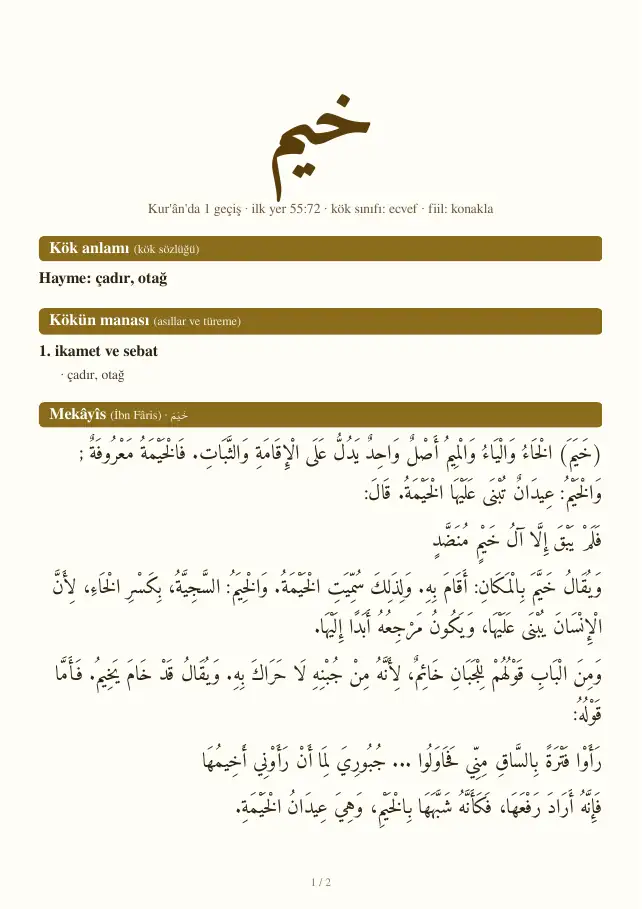 خيم
Kur'ân'da 1 geçiş · ilk yer 55:72 · kök sınıfı: ecvef · fiil: konakla
Kök anlamı (kök sözlüğü)
Hayme: çadır, otağ
Kökün manası (asıllar ve türeme)
1. ikamet ve sebat
· çadır, otağ
Mekâyîs (İbn Fâris) · خَيَمَ
(خَيَمَ) الْخَاءُ وَالْيَاءُ وَالْمِيمُ أَصْلٌ وَاحِدٌ يَدُلُّ عَلَى الْإِقَامَةِ وَالثَّبَاتِ. فَالْخَيْمَةُ مَعْرُوفَةٌ ;
وَالْخَيْمُ: عِيدَانٌ تُبْنَى عَلَيْهَا الْخَيْمَةُ. قَالَ:
فَلَمْ يَبْقَ إِلَّا آلُ خَيْمٍ مُنَضَّدٍ
وَيُقَالُ خَيَّمَ بِالْمَكَانِ: أَقَامَ بِهِ. وَلِذَلِكَ سُمِّيَتِ الْخَيْمَةُ. وَالْخِيَمُ: السَّجِيَّةُ، بِكَسْرِ الْخَاءِ، لِأَنَّ
الْإِنْسَانَ يُبْنَى عَلَيْهَا، وَيَكُونُ مَرْجِعُهُ أَبَدًا إِلَيْهَا.
وَمِنَ الْبَابِ قَوْلُهُمْ لِلْجَبَانِ خَائِمٌ، لِأَنَّهُ مِنْ جُبْنِهِ لَا حَرَاكَ بِهِ. وَيُقَالُ قَدْ خَامَ يَخِيمُ. فَأَمَّا
قَوْلُهُ:
رَأَوْا فَتْرَةً بِالسَّاقِ مِنِّي فَحَاوَلُوا ... جُبُورِيَ لِمَا أَنْ رَأَوْنِي أَخِيمُهَا
فَإِنَّهُ أَرَادَ رَفْعَهَا، فَكَأَنَّهُ شَبَّهَهَا بِالْخَيْمِ، وَهِيَ عِيدَانُ الْخَيْمَةِ.
1 / 2